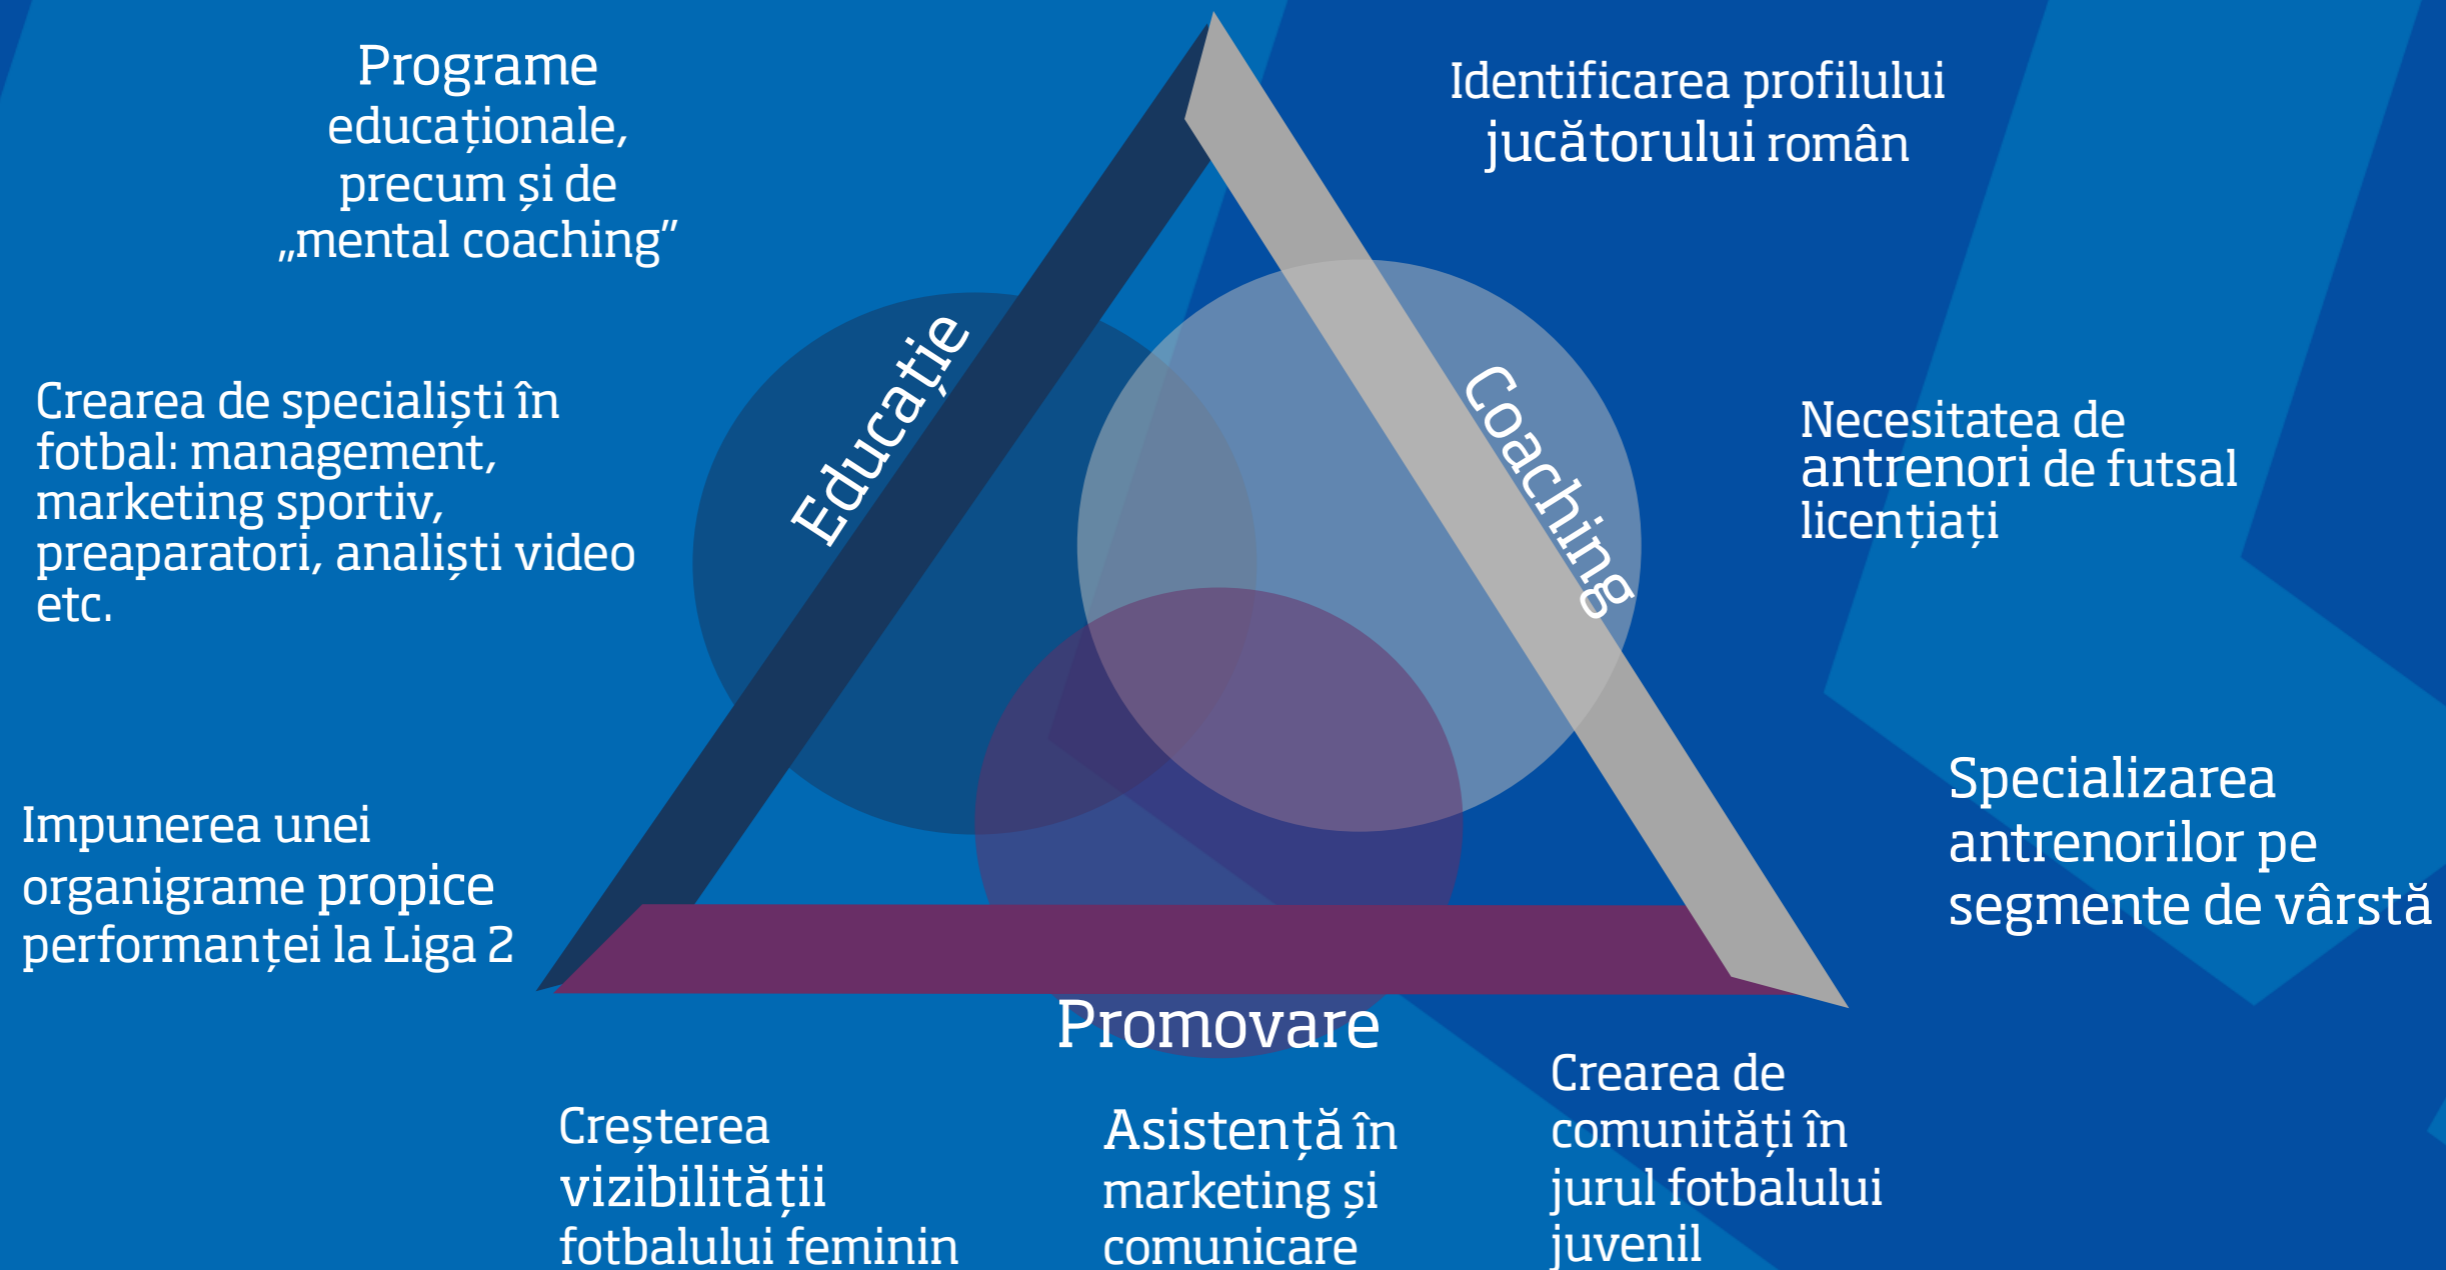 Programe
educaționale,
precum și de
„mental coaching”
Identificarea profilului
jucătorului român
Educație
Coaching
Crearea de specialiști în
fotbal: management,
marketing sportiv,
preaparatori, analiști video
etc.
Necesitatea de
antrenori de futsal
licențiați
Impunerea unei
organigrame propice
performanței la Liga 2
Specializarea
antrenorilor pe
segmente de vârstă
Promovare
Creșterea
vizibilității
fotbalului feminin
Asistență în
marketing și
comunicare
Crearea de
comunități în
jurul fotbalului
juvenil